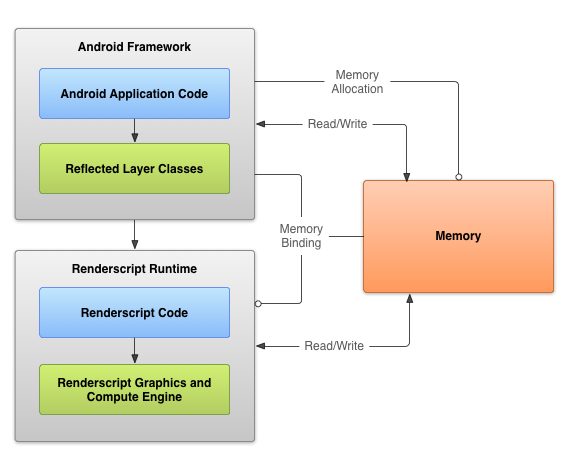 Android Framework
Android Application Code
Reflected Layer Classes
Memory
Allocation
Read/Write
Memory
Binding
Memory
Renderscript Runtime
Renderscript Code
Renderscript Graphics and
Compute Engine
Read/Write